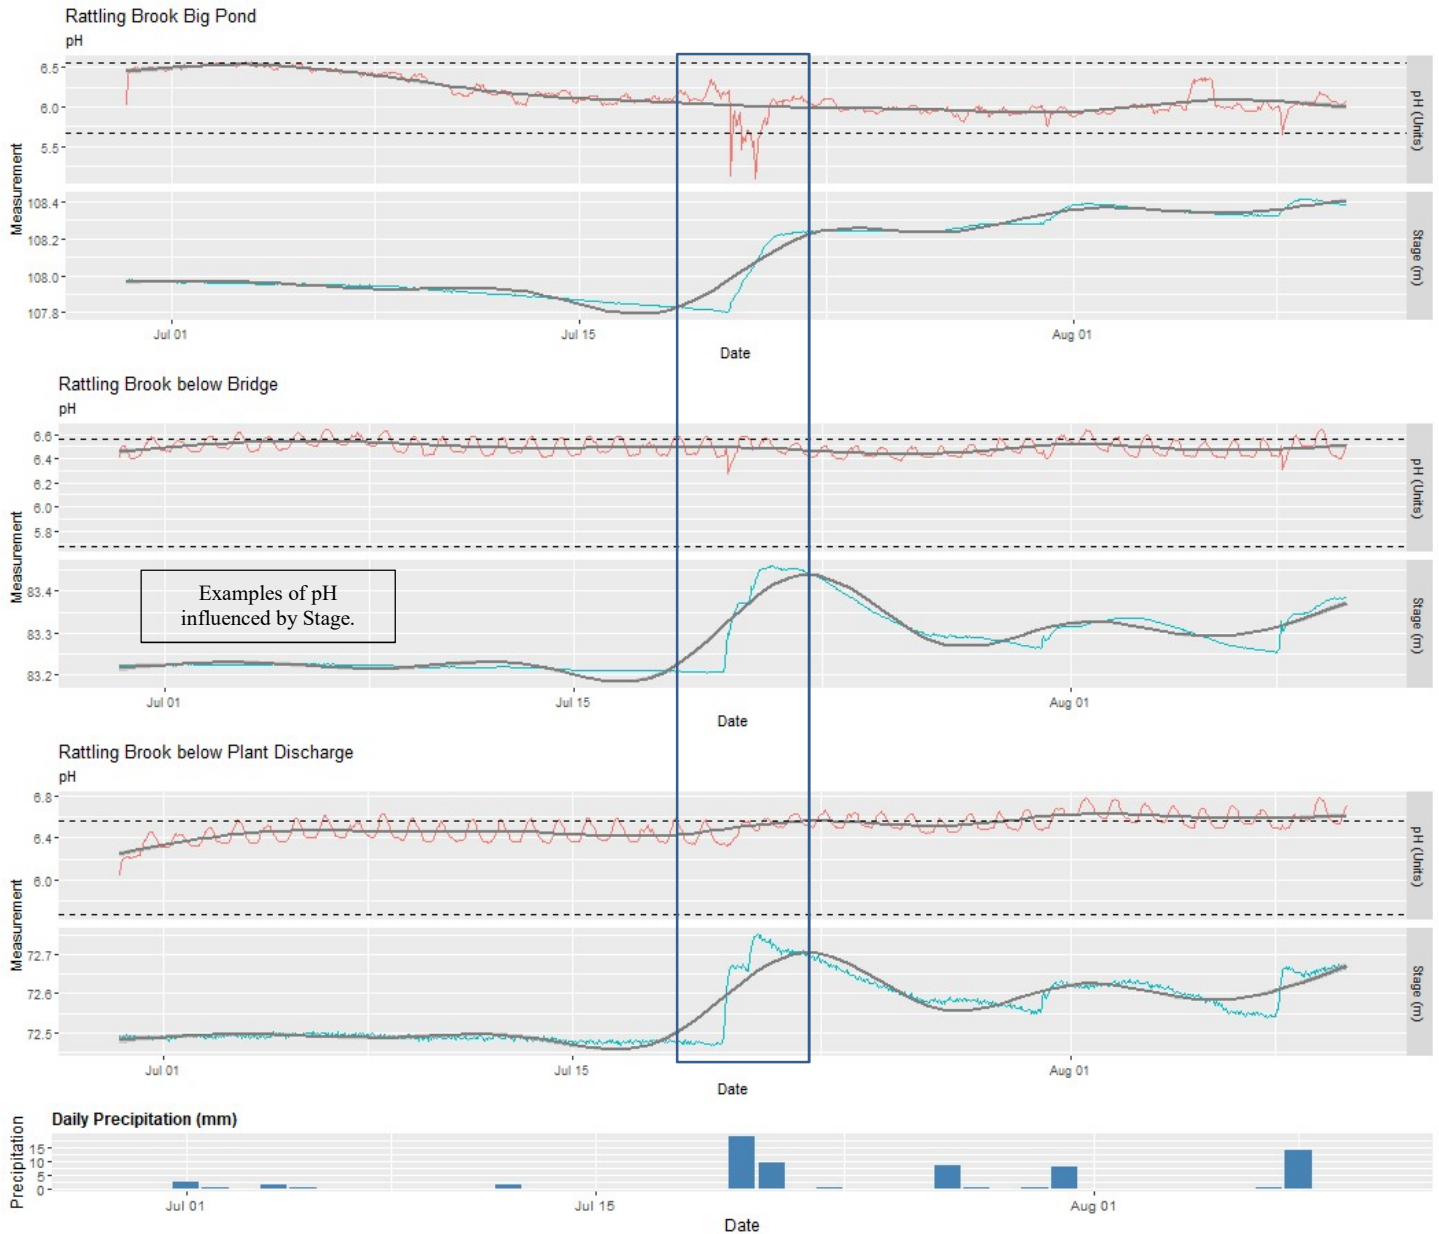 Rattling Brook Big Pond
pH
6.5
6.0
5.5
pH (Units)
Measurement
108.4
108.2
108.0
107.8
Stage (m)
Jul 01 Jul 15 Aug 01
Date
Rattling Brook below Bridge
pH
6.6
6.4
6.2
6.0
5.8
pH (Units)
Measurement
Examples of pH
influenced by Stage.
83.4
83.3
83.2
Stage (m)
Jul 01 Jul 15 Aug 01
Date
Rattling Brook below Plant Discharge
pH
6.8
6.4
6.0
pH (Units)
Measurement
72.7
72.6
72.5
Stage (m)
Jul 01 Jul 15 Aug 01
Date
Daily Precipitation (mm)
Precipitation
15
10
5
0
Jul 01 Jul 15 Aug 01
Date